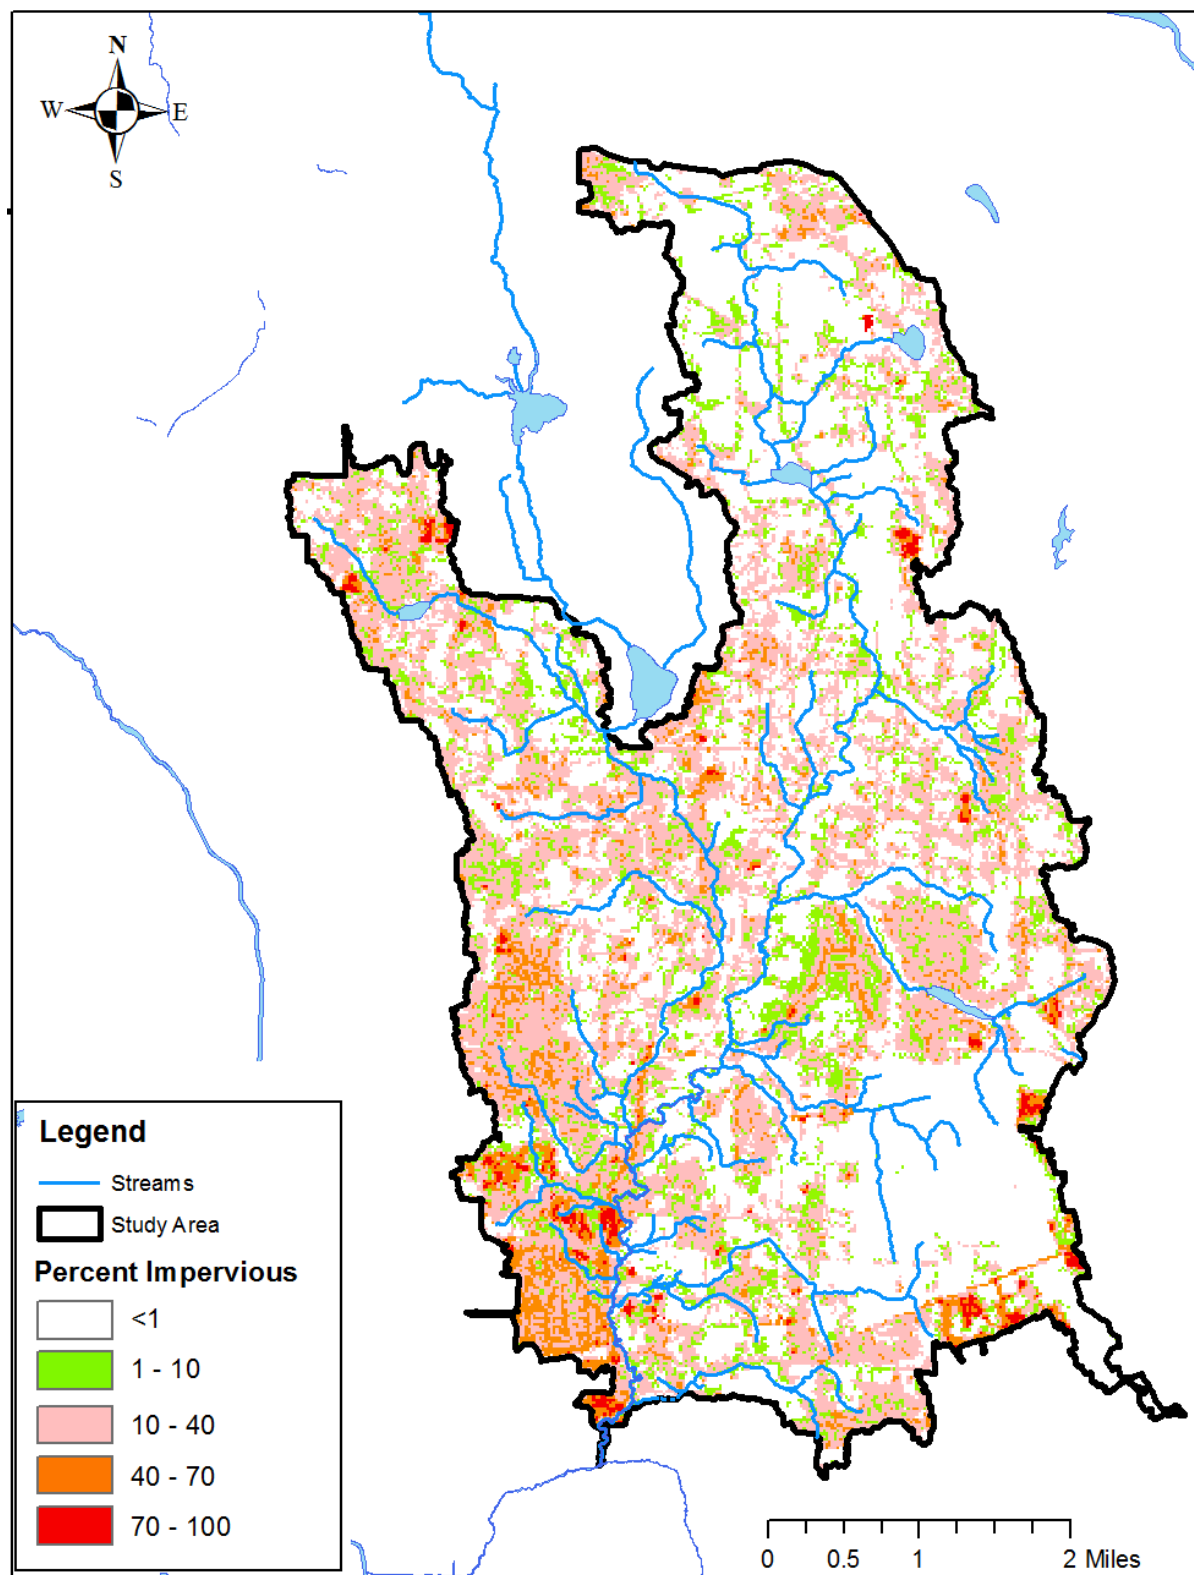 N
W E
S
Legend
Streams
Study Area
Percent Impervious
<1
1 - 10
10 - 40
40 - 70
70 - 100
0 0.5 1 2 Miles